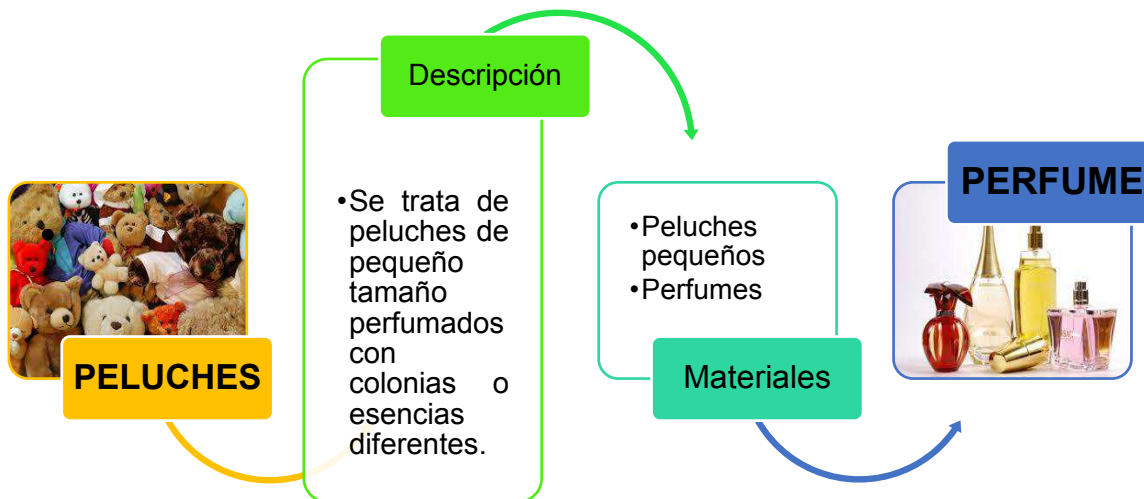 PELUCHES
Descripción
•Se trata de
peluches de
pequeño
tamaño
perfumados
con
colonias o
esencias
diferentes.
•Peluches
pequeños
•Perfumes
Materiales
PERFUME